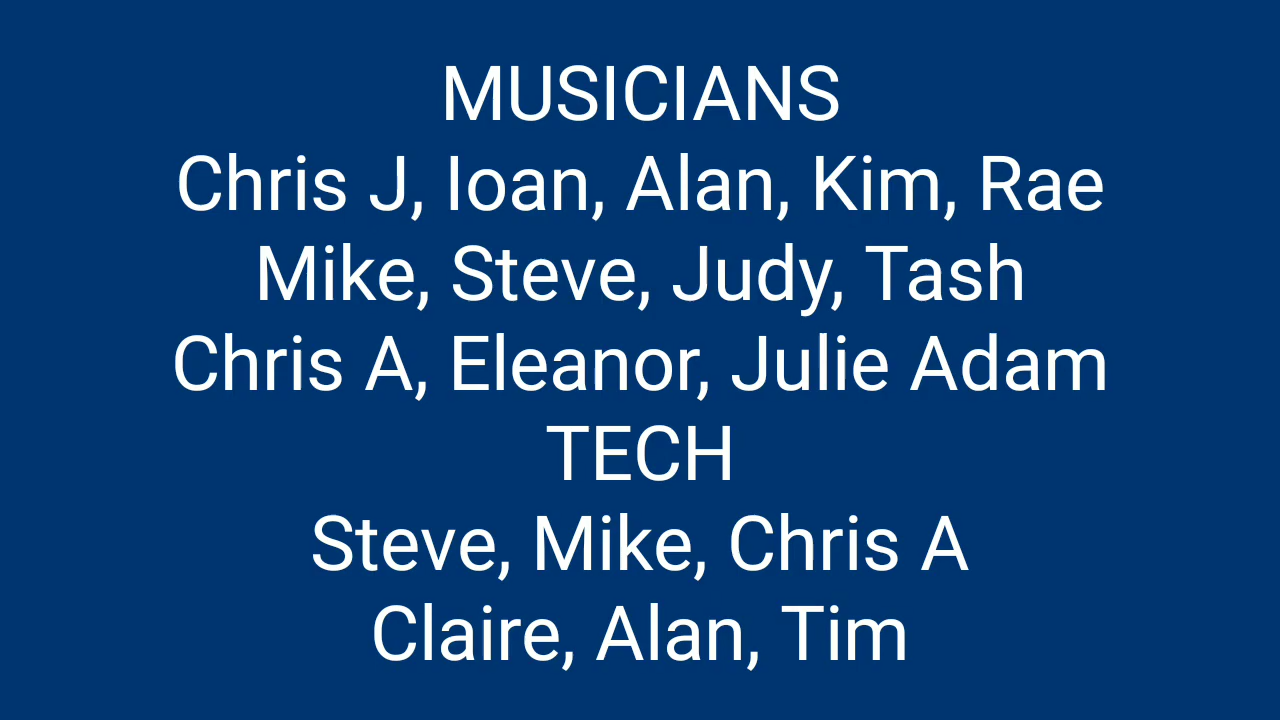 MUSICIANS
Chris J, Ioan, Alan, Kim, Rae
Mike, Steve, Judy, Tash
Chris A, Eleanor, Julie Adam
TECH
Steve, Mike, Chris A
Claire, Alan, Tim